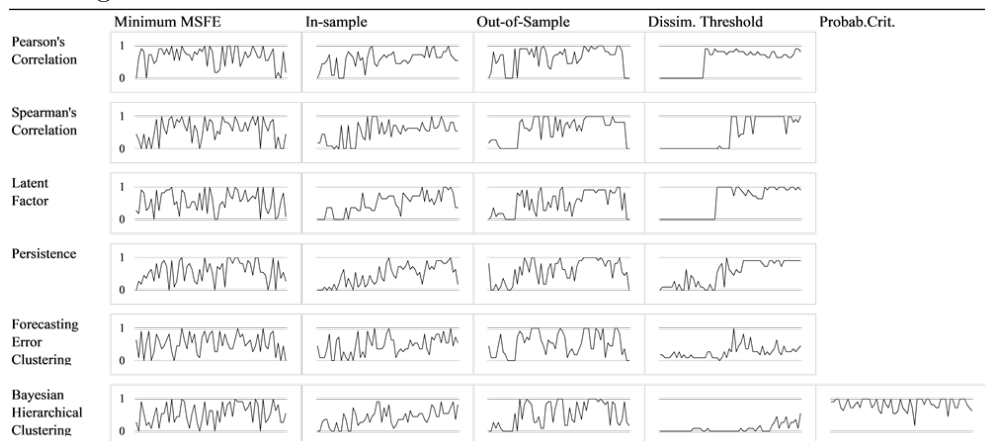 Minimum MSFE In-sample Out-of-Sample Dissim. Threshold Probab.Crit.
Pearson's
Correlation
1
0
Spearman's
Correlation
1
0
Latent
Factor
1
0
Persistence
1
0
Forecasting
Error
Clustering
1
0
Bayesian
Hierarchical
Clustering
1
0